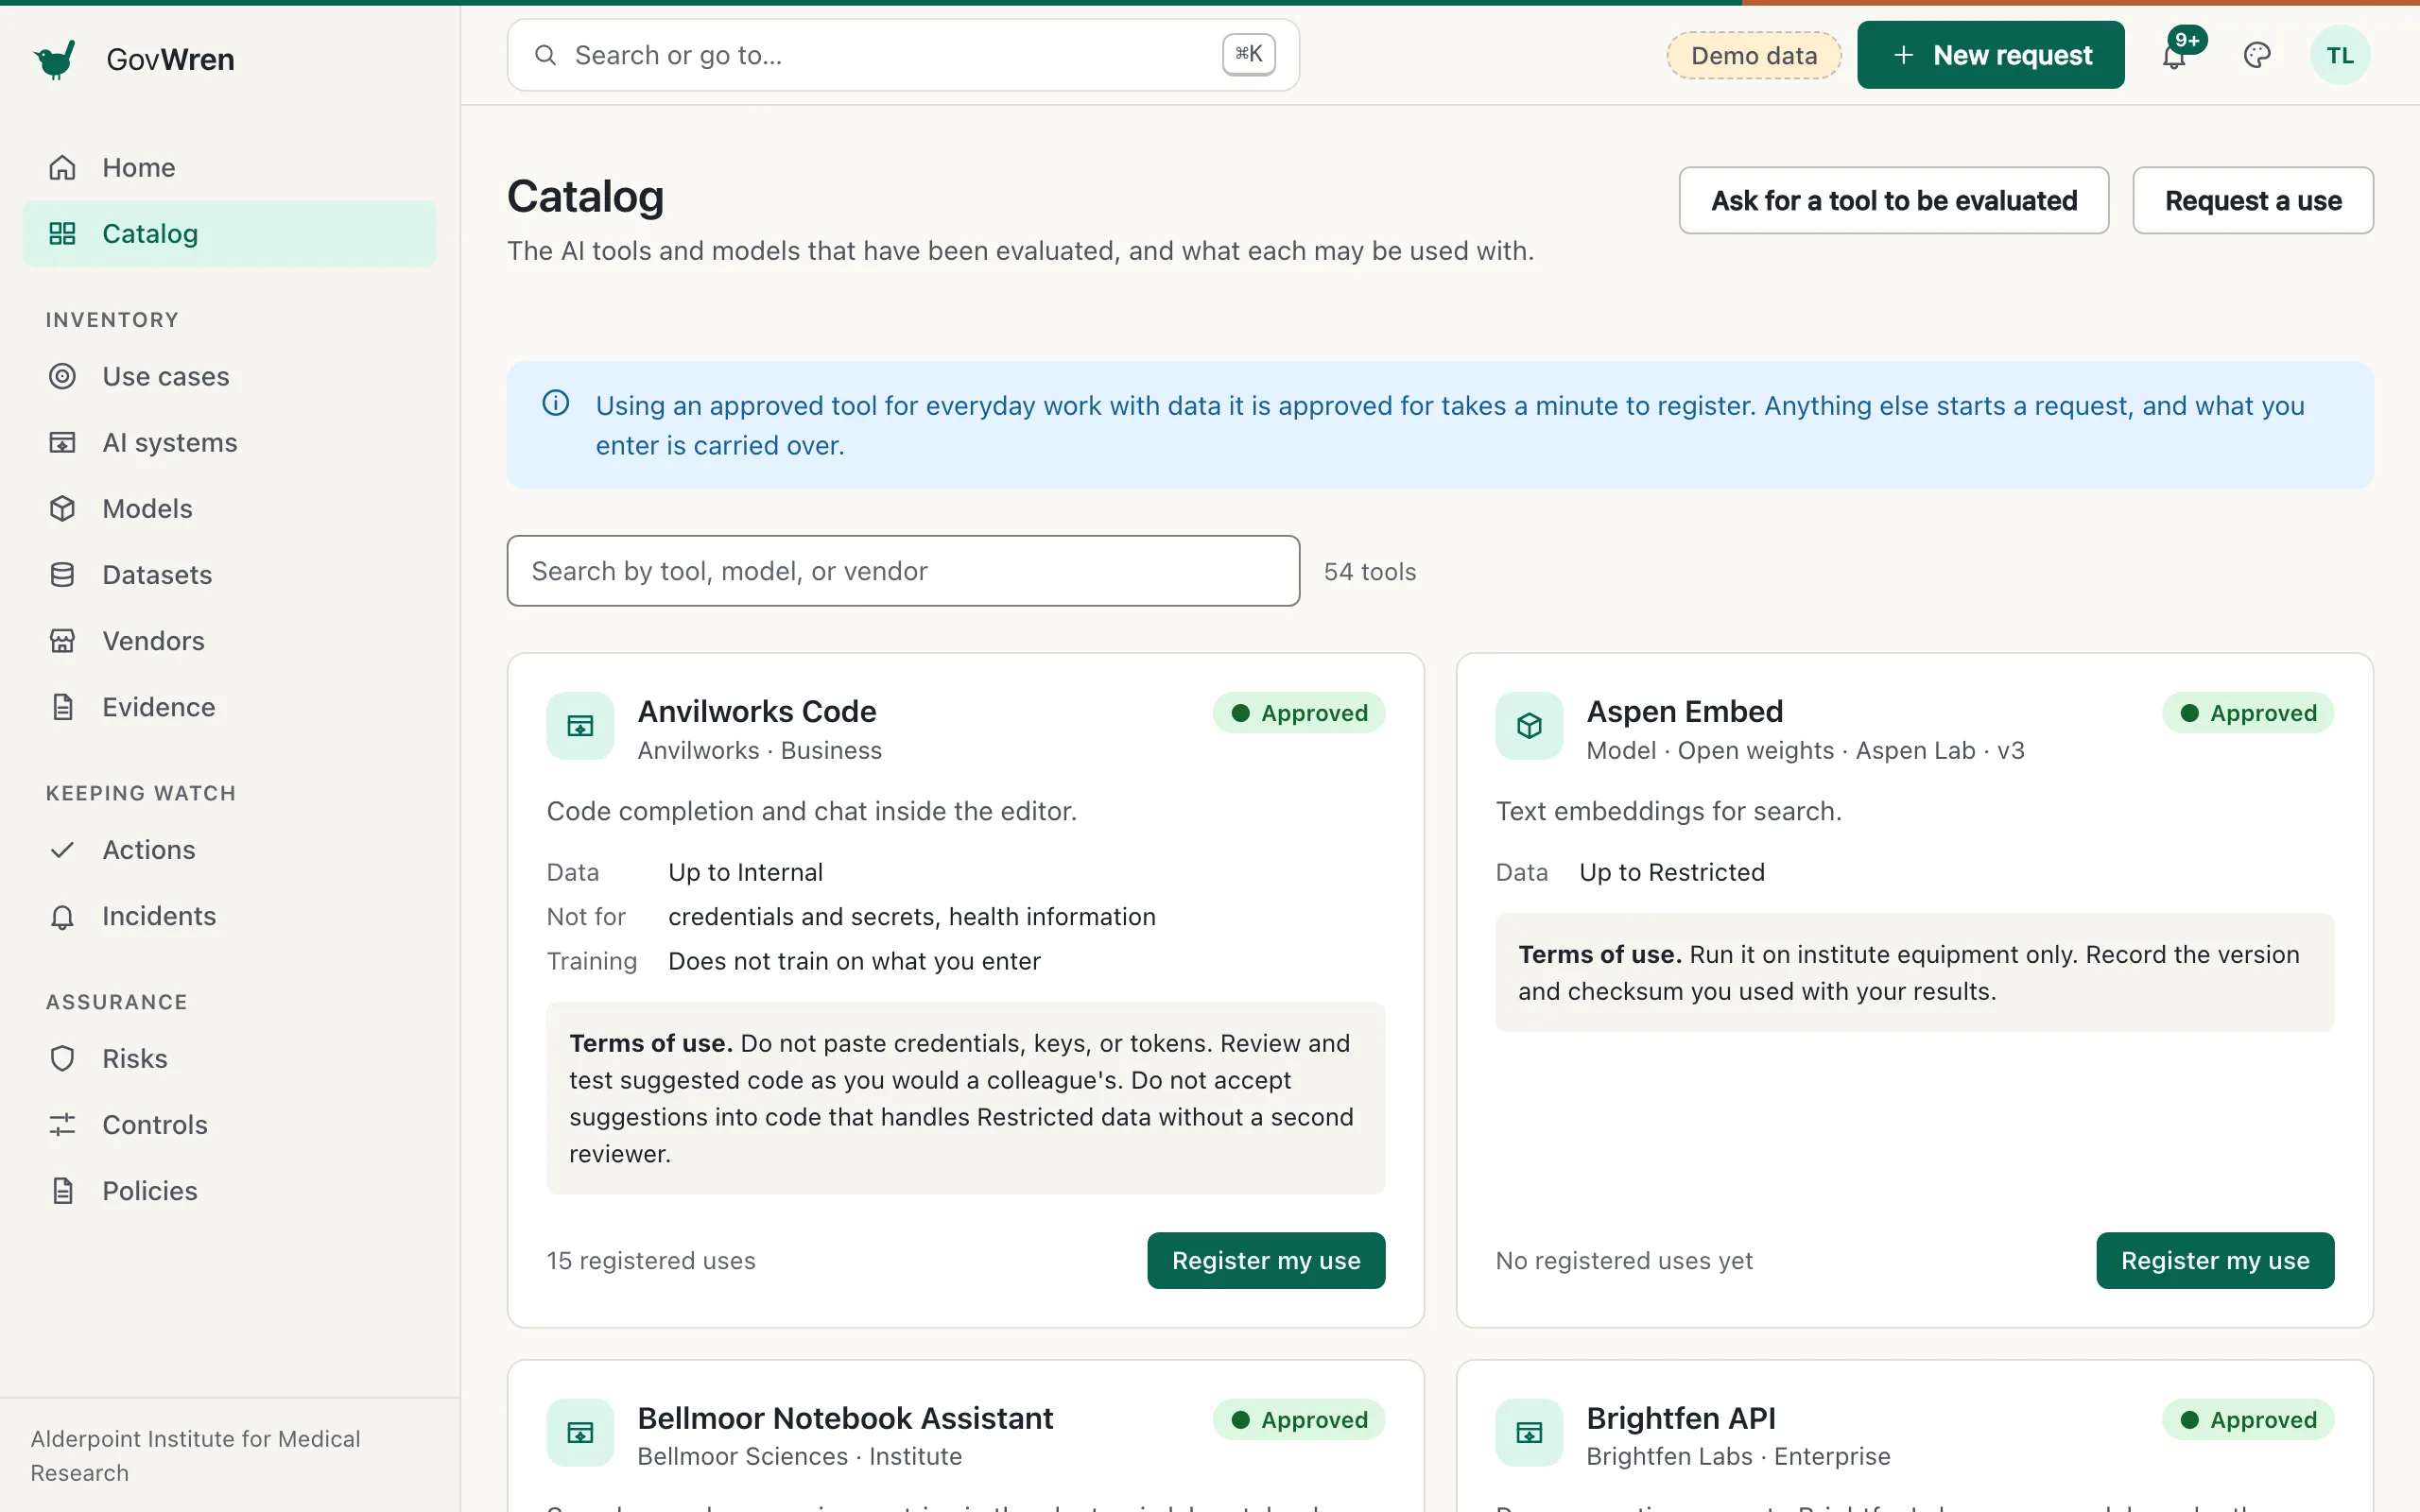 GovWren
Search or go to...
⌘K
Demo data
+ New request
9+
TL
Home
Catalog
INVENTORY
Use cases
AI systems
Models
Datasets
Vendors
Evidence
KEEPING WATCH
Actions
Incidents
ASSURANCE
Risks
Controls
Policies
Alderpoint Institute for Medical
Research
Catalog
The AI tools and models that have been evaluated, and what each may be used with.
Ask for a tool to be evaluated
Request a use
Using an approved tool for everyday work with data it is approved for takes a minute to register. Anything else starts a request, and what you
enter is carried over.
Search by tool, model, or vendor
54 tools
Anvilworks Code
Approved
Anvilworks · Business
Code completion and chat inside the editor.
Data Up to Internal
Not for credentials and secrets, health information
Training Does not train on what you enter
Terms of use. Do not paste credentials, keys, or tokens. Review and
test suggested code as you would a colleague's. Do not accept
suggestions into code that handles Restricted data without a second
reviewer.
15 registered uses
Register my use
Aspen Embed
Approved
Model · Open weights · Aspen Lab · v3
Text embeddings for search.
Data Up to Restricted
Terms of use. Run it on institute equipment only. Record the version
and checksum you used with your results.
No registered uses yet
Register my use
Bellmoor Notebook Assistant
Approved
Bellmoor Sciences · Institute
Brightfen API
Approved
Brightfen Labs · Enterprise